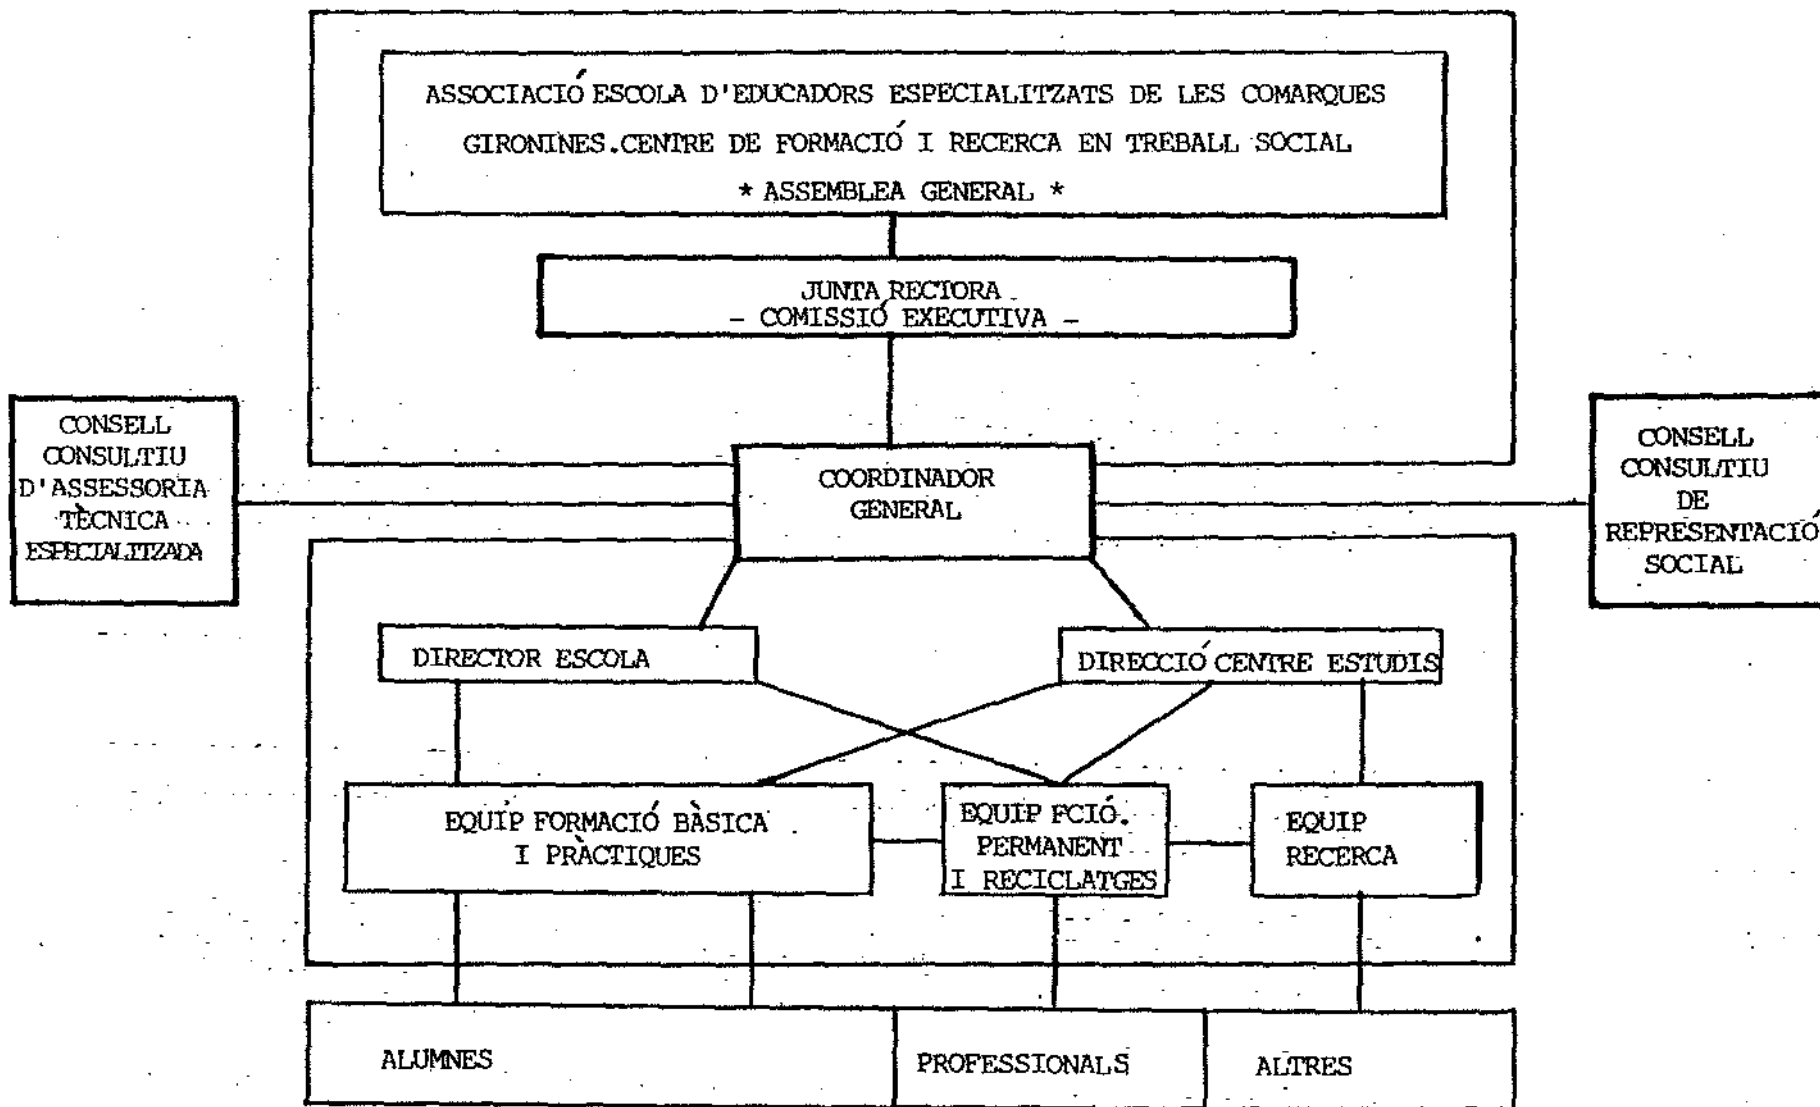 ASSOCIACIÓ ESCOLA D'EDUCADORS ESPECIALITZATS DE LES COMARQUES
GIRONINES.CENTRE DE FORMACIÓ I RECERCA EN TREBALL SOCIAL
* ASSEMBLEA GENERAL *
JUNTA RECTORA
- COMISSIÓ EXECUTIVA -
CONSELL
CONSULTIU
D'ASSESSORIA
TÈCNICA
ESPECIALITZADA
COORDINADOR
GENERAL
CONSELL
CONSULTIU
DE
REPRESENTACIÓ
SOCIAL
DIRECTOR ESCOLA
DIRECCIÓ CENTRE ESTUDIS
EQUIP FORMACIÓ BÀSICA
I PRÀCTIQUES
EQUIP FCIÓ.
PERMANENT
I RECICLATGES
EQUIP
RECERCA
ALUMNES
PROFESSIONALS
ALTRES